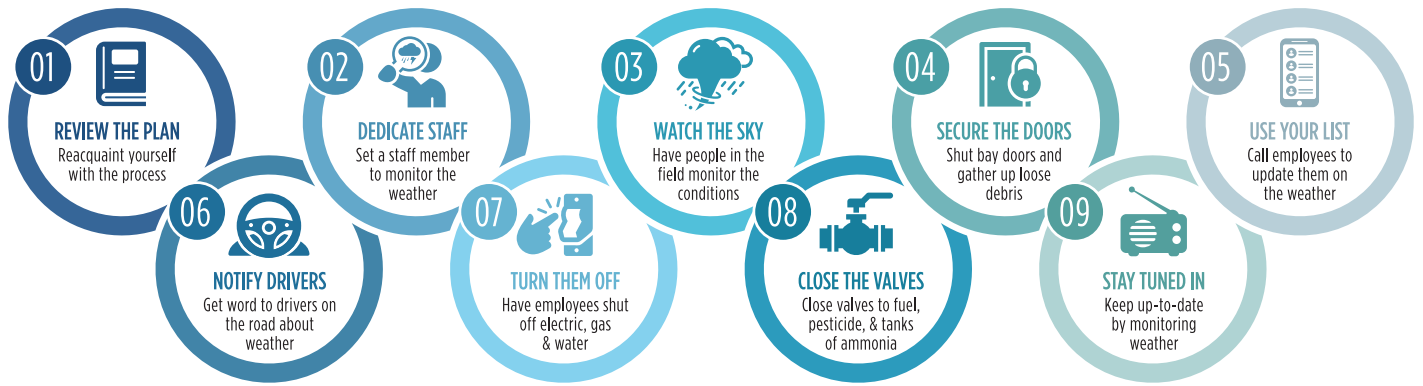 01
REVIEW THE PLAN
Reacquaint yourself
with the process
02
DEDICATE STAFF
Set a staff member
to monitor the
weather
03
WATCH THE SKY
Have people in the
field monitor the
conditions
04
SECURE THE DOORS
Shut bay doors and
gather up loose
debris
05
USE YOUR LIST
Call employees to
update them on
the weather
06
NOTIFY DRIVERS
Get word to drivers on
the road about
weather
07
TURN THEM OFF
Have employees shut
off electric, gas
& water
08
CLOSE THE VALVES
Close valves to fuel,
pesticide, & tanks
of ammonia
09
STAY TUNED IN
Keep up-to-date
by monitoring
weather